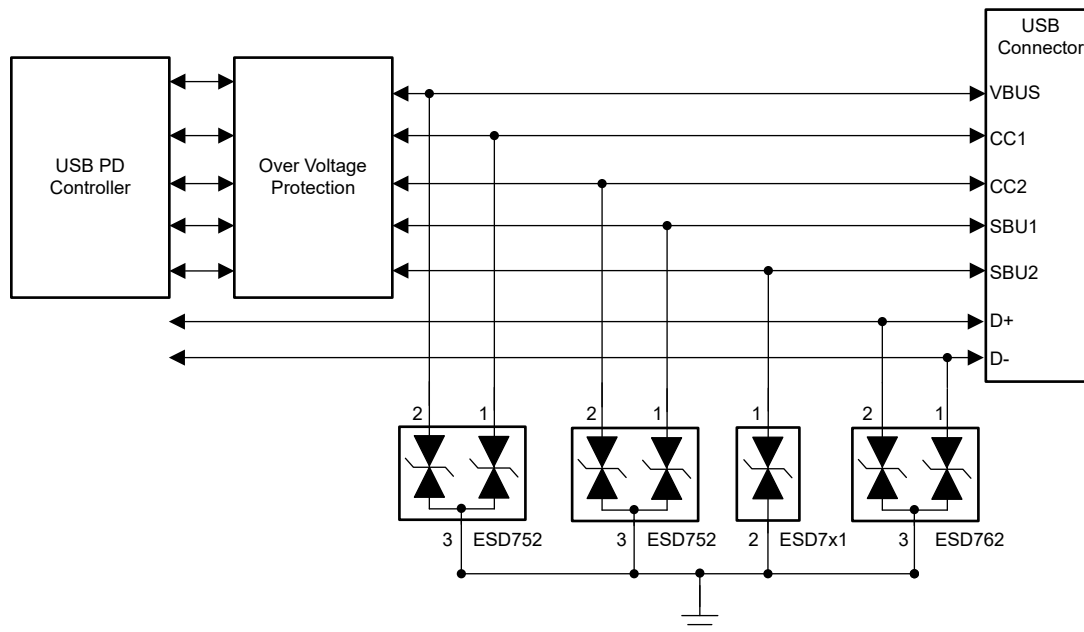 USB
Connector
USB PD
Controller
Over Voltage
Protection
VBUS
CC1
CC2
SBU1
SBU2
D+
D-
2 1
2 1
1
2 1
3 ESD752
3 ESD752
2 ESD7x1
3 ESD762